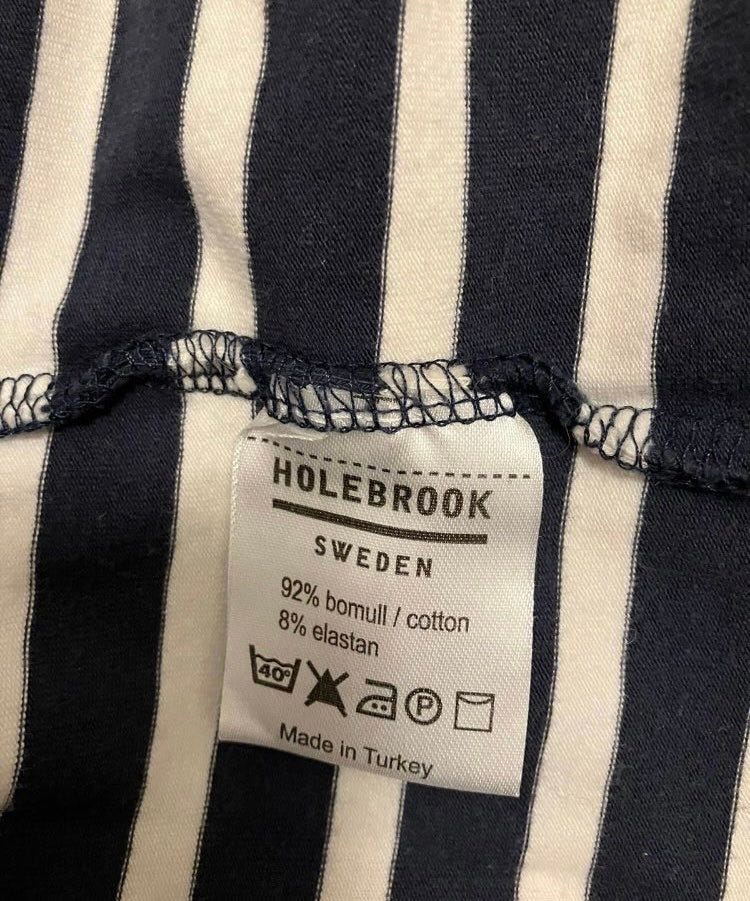 HOLEBROOK
SWEDEN
92% bomull / cotton
8% elastan
40°
P
Made in Turkey